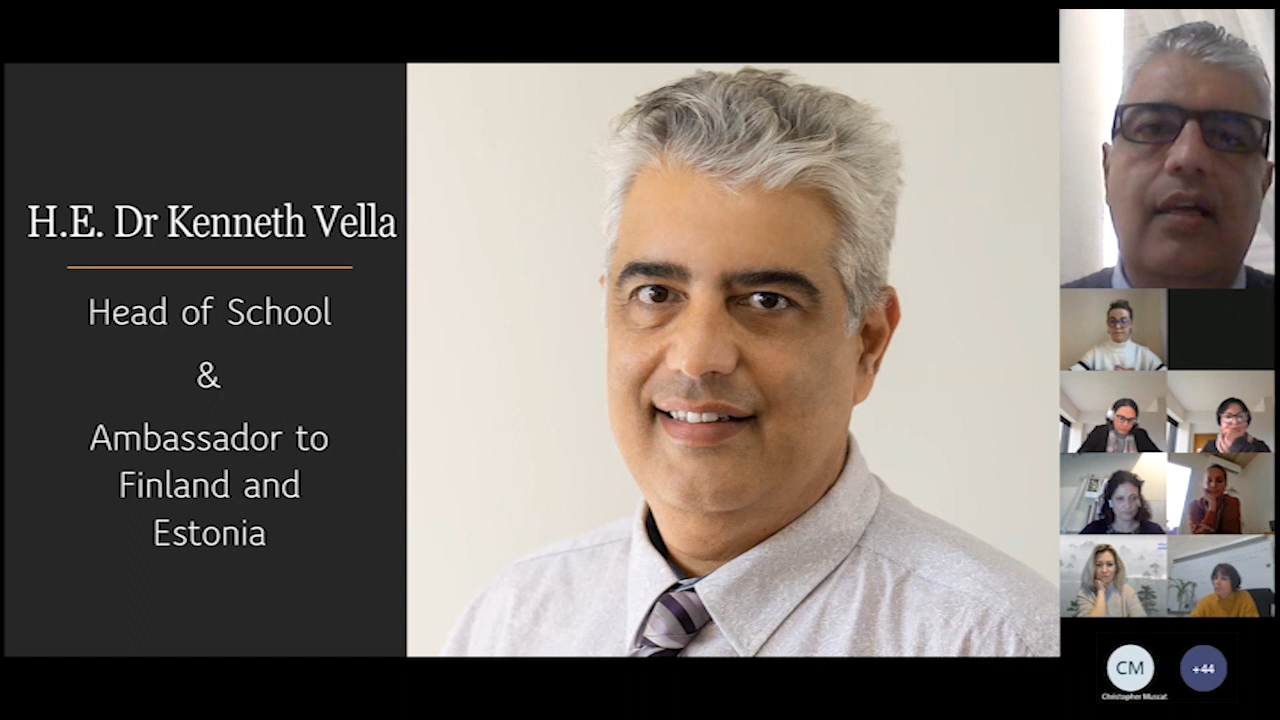 H.E. Dr Kenneth Vella
Head of School
&
Ambassador to
Finland and
Estonia
CM
+44
Christopher Muscat